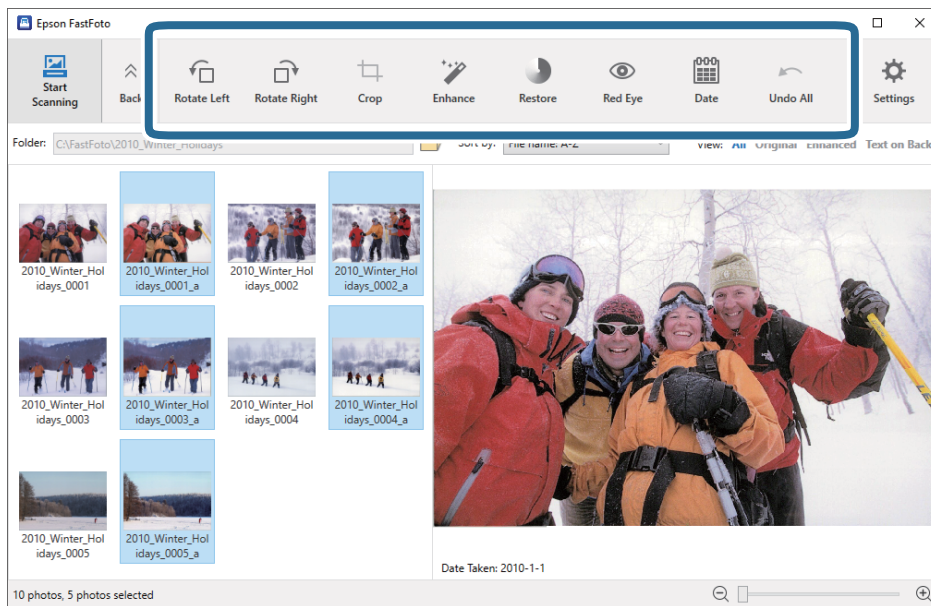 Epson FastFoto
Start
Scanning
Back
Rotate Left
Rotate Right
Crop
Enhance
Restore
Red Eye
Date
Undo All
Settings
Folder: C:\FastFoto\2010_Winter_Holidays
Sort by: File name: A-Z
View: All Original Enhanced Text on Back
2010_Winter_Hol
idays_0001
2010_Winter_Hol
idays_0001_a
2010_Winter_Hol
idays_0002
2010_Winter_Hol
idays_0002_a
2010_Winter_Hol
idays_0003
2010_Winter_Hol
idays_0003_a
2010_Winter_Hol
idays_0004
2010_Winter_Hol
idays_0004_a
2010_Winter_Hol
idays_0005
2010_Winter_Hol
idays_0005_a
Date Taken: 2010-1-1
10 photos, 5 photos selected